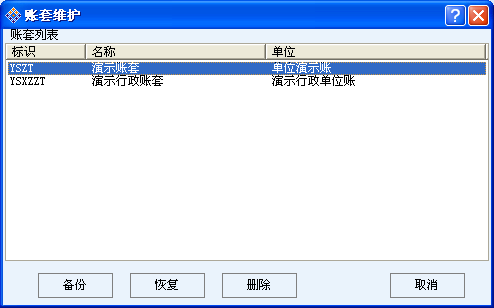 账套维护
账套列表
标识 名称 单位
YSZT 演示账套 单位演示账
YSXZZT 演示行政账套 演示行政单位账
备份 恢复 删除 取消